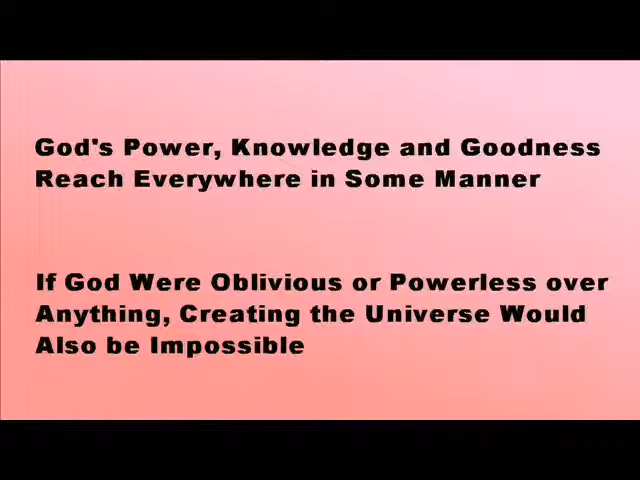 God's Power, Knowledge and Goodness
Reach Everywhere in Some Manner
If God Were Oblivious or Powerless over
Anything, Creating the Universe Would
Also be Impossible